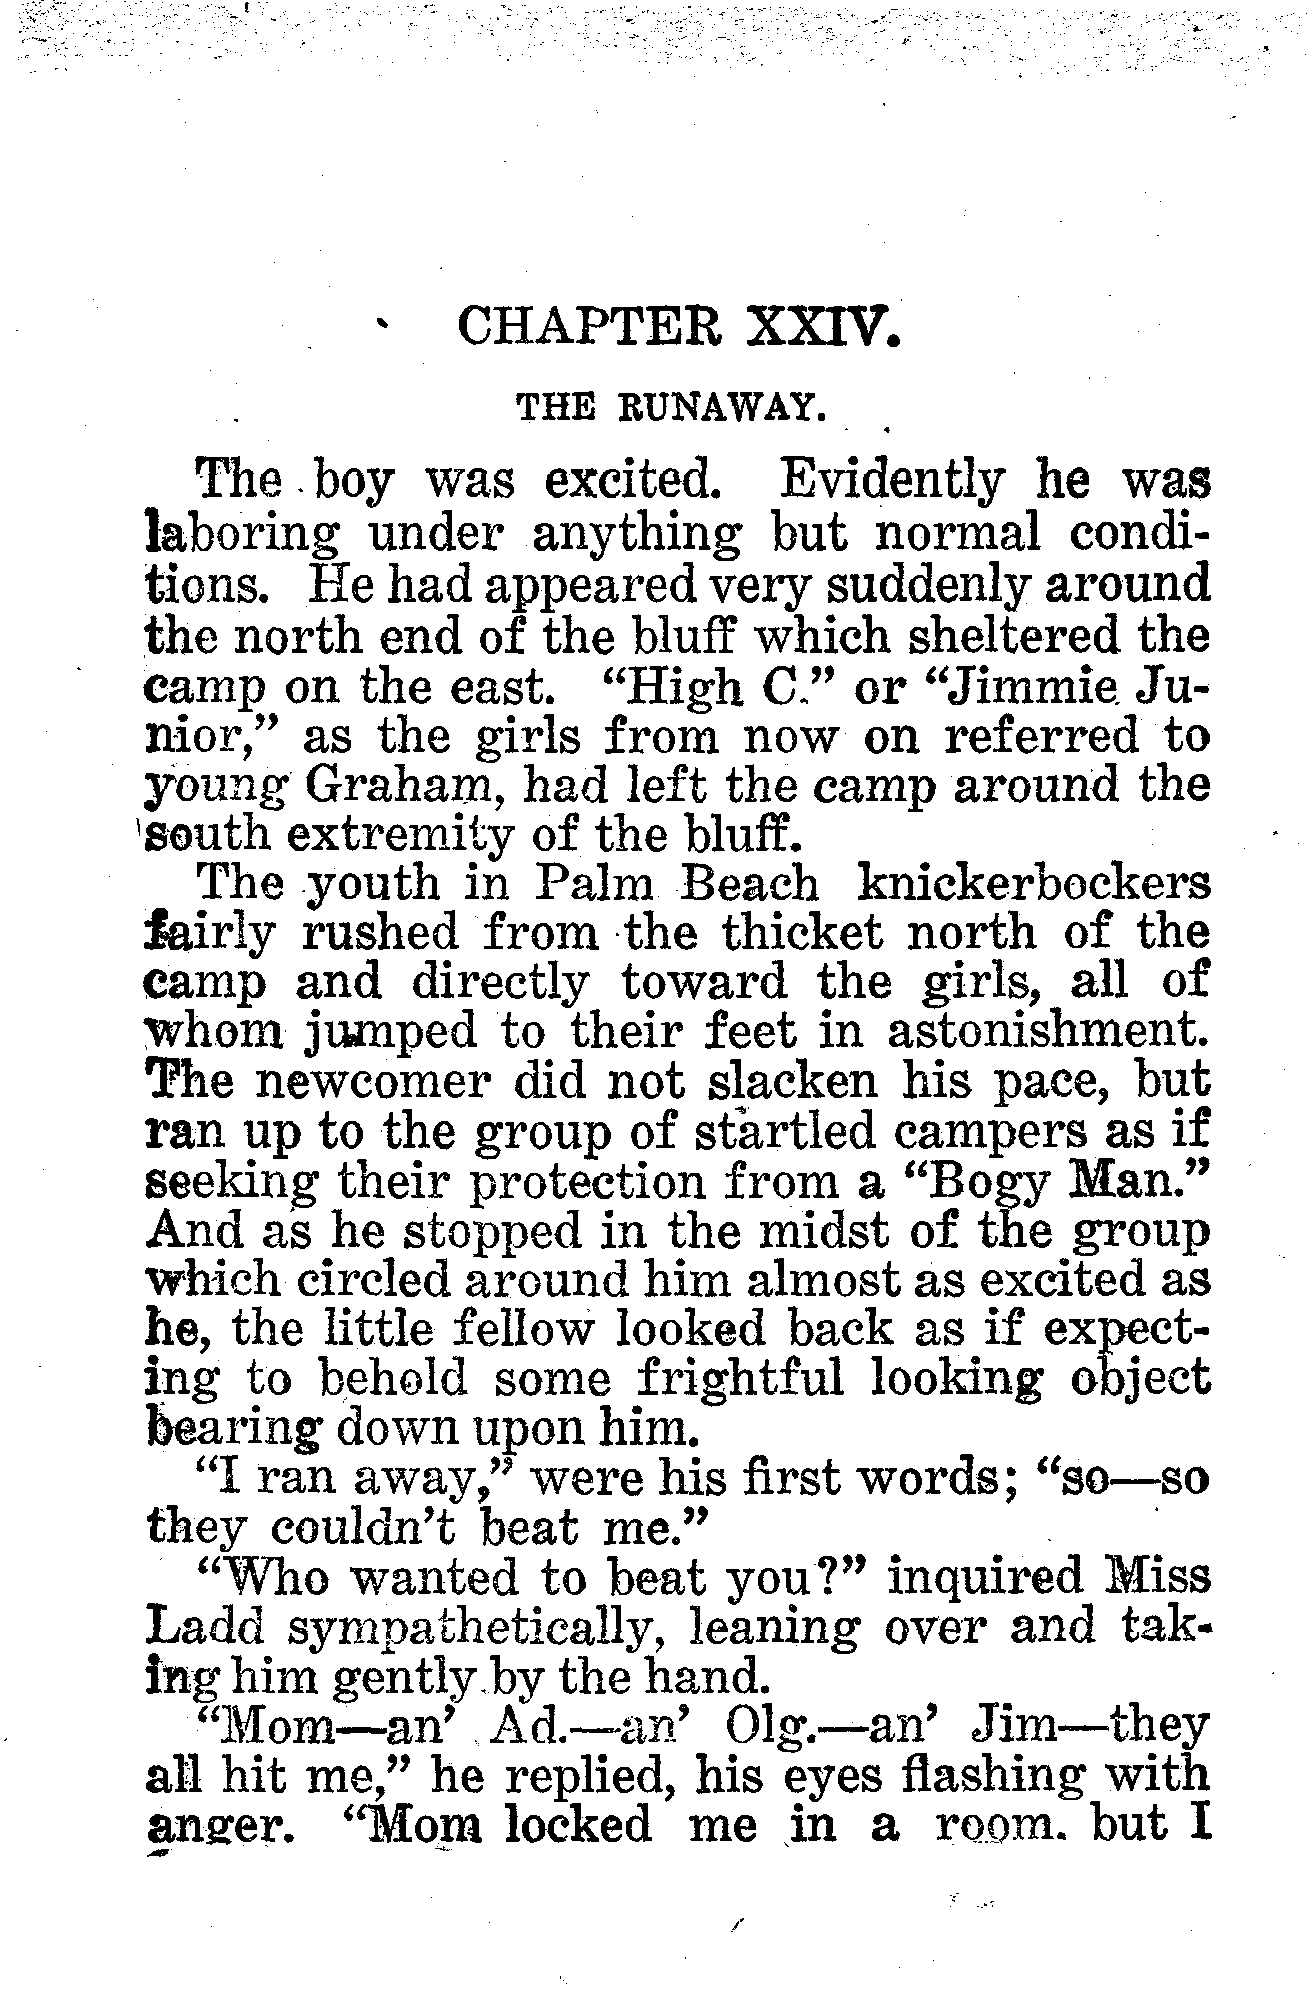 CHAPTER XXIV.
THE RUNAWAY.
The boy was excited. Evidently he was
laboring under anything but normal condi-
tions. He had appeared very suddenly around
the north end of the bluff which sheltered the
camp on the east. “High C.” or “Jimmie Ju-
nior,” as the girls from now on referred to
young Graham, had left the camp around the
south extremity of the bluff.
The youth in Palm Beach knickerbockers
fairly rushed from the thicket north of the
camp and directly toward the girls, all of
whom jumped to their feet in astonishment.
The newcomer did not slacken his pace, but
ran up to the group of startled campers as if
seeking their protection from a “Bogy Man.”
And as he stopped in the midst of the group
which circled around him almost as excited as
he, the little fellow looked back as if expect-
ing to behold some frightful looking object
bearing down upon him.
“I ran away,” were his first words; “so—so
they couldn’t beat me.”
“Who wanted to beat you?” inquired Miss
Ladd sympathetically, leaning over and tak-
ing him gently by the hand.
“Mom—an’ Ad.—an’ Olg.—an’ Jim—they
all hit me,” he replied, his eyes flashing with
anger. “Mom locked me in a room, but I